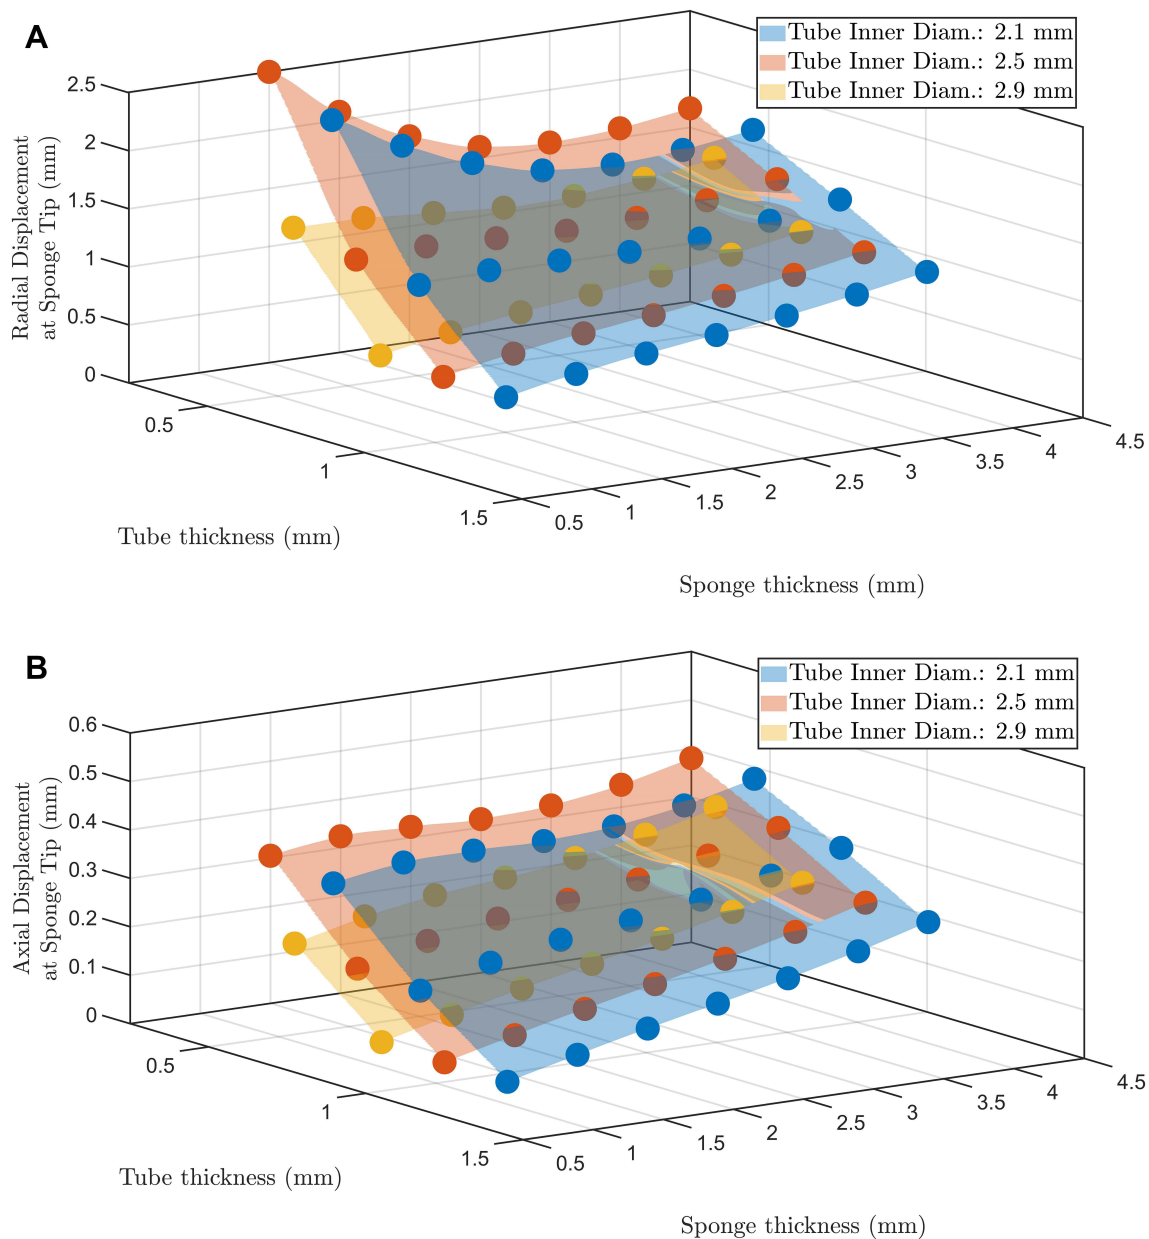 A
Tube Inner Diam.: 2.1 mm
Tube Inner Diam.: 2.5 mm
Tube Inner Diam.: 2.9 mm
2.5
2
1.5
1
0.5
0
Radial Displacement
at Sponge Tip (mm)
0.5
1
1.5
Tube thickness (mm)
0.5
1
1.5
2
2.5
3
3.5
4
4.5
Sponge thickness (mm)
B
Tube Inner Diam.: 2.1 mm
Tube Inner Diam.: 2.5 mm
Tube Inner Diam.: 2.9 mm
0.6
0.5
0.4
0.3
0.2
0.1
0
Axial Displacement
at Sponge Tip (mm)
0.5
1
1.5
Tube thickness (mm)
0.5
1
1.5
2
2.5
3
3.5
4
4.5
Sponge thickness (mm)